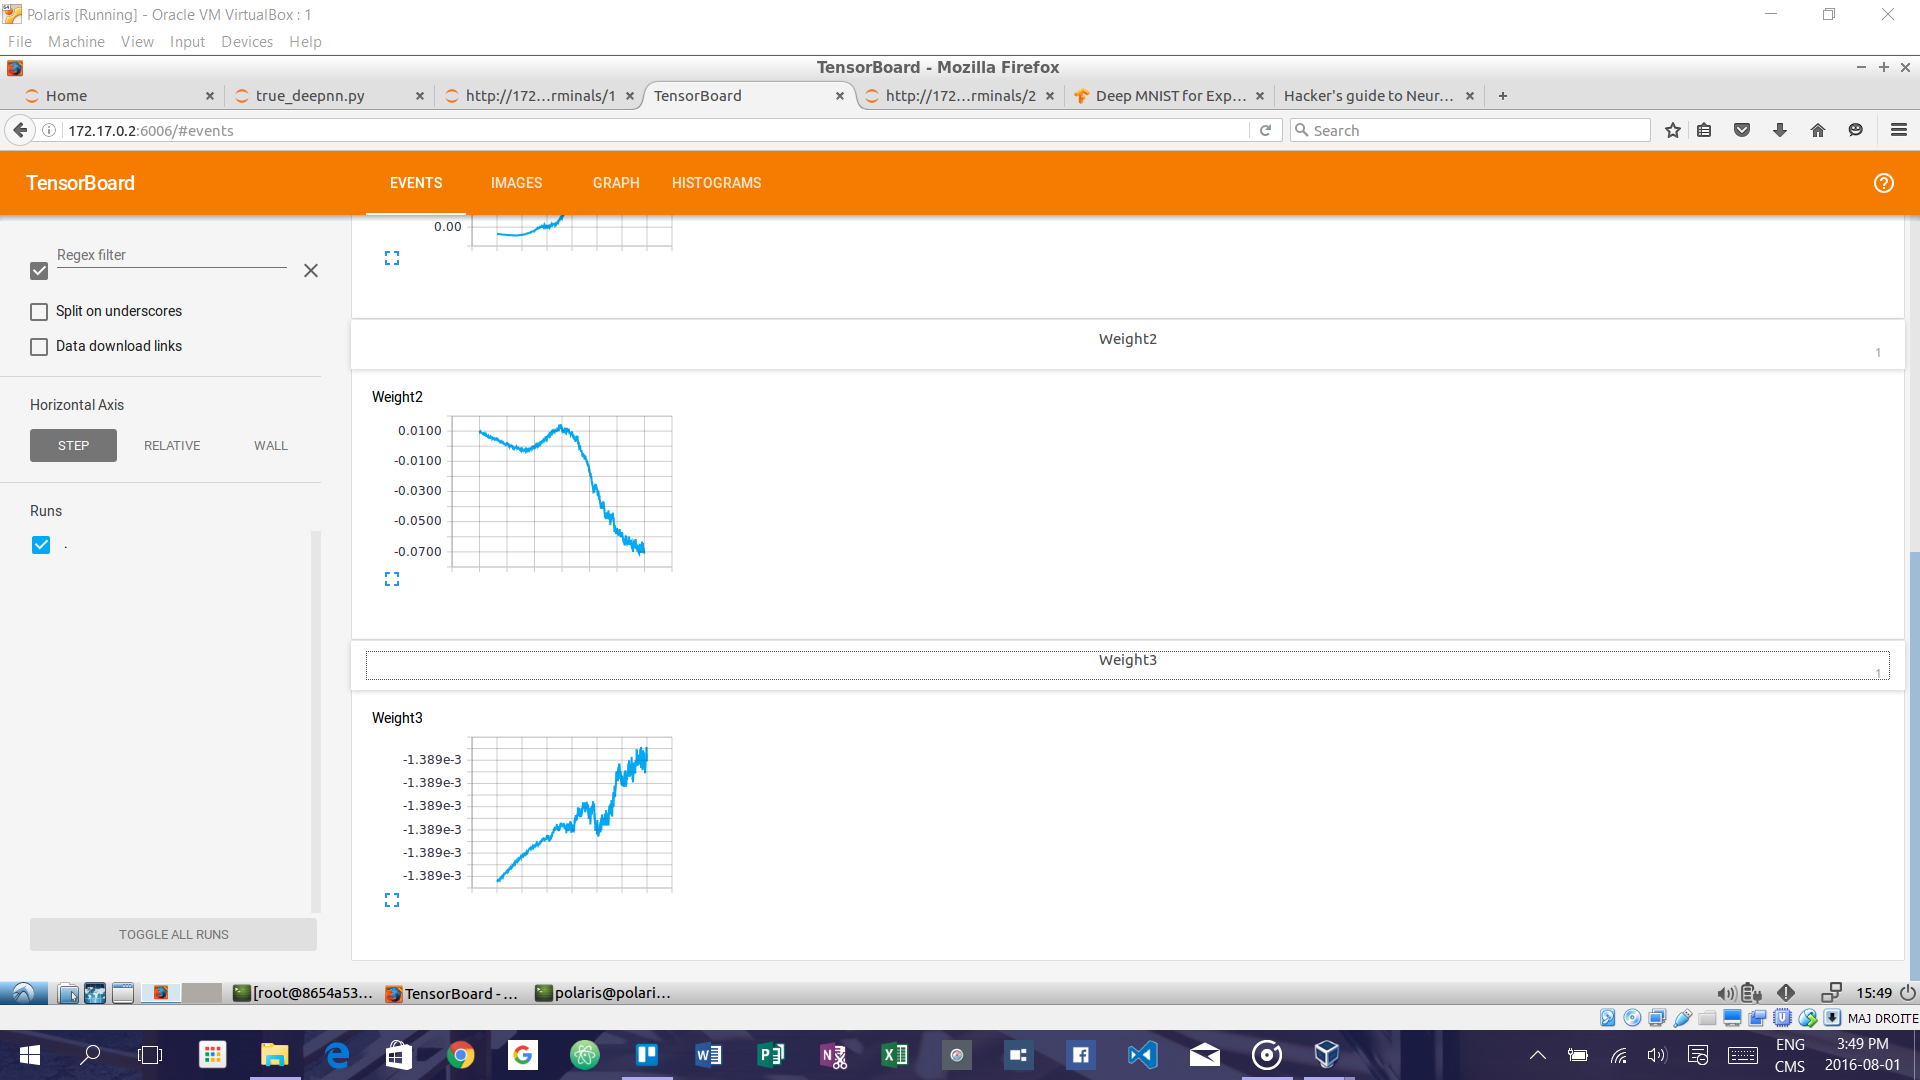 Polaris [Running] - Oracle VM VirtualBox : 1
File Machine View Input Devices Help
TensorBoard - Mozilla Firefox
Home
true_deepnn.py
http://172...rminals/1
TensorBoard
http://172...rminals/2
Deep MNIST for Exp...
Hacker's guide to Neur...
172.17.0.2:6006/#events
Search
TensorBoard
EVENTS
IMAGES
GRAPH
HISTOGRAMS
0.00
Regex filter
Split on underscores
Data download links
Horizontal Axis
STEP
RELATIVE
WALL
Runs
.
TOGGLE ALL RUNS
Weight2
1
Weight2
0.0100
-0.0100
-0.0300
-0.0500
-0.0700
Weight3
1
Weight3
-1.389e-3
-1.389e-3
-1.389e-3
-1.389e-3
-1.389e-3
-1.389e-3
[root@8654a53...
TensorBoard - ...
polaris@polari...
15:49
MAJ DROITE
ENG
CMS
3:49 PM
2016-08-01